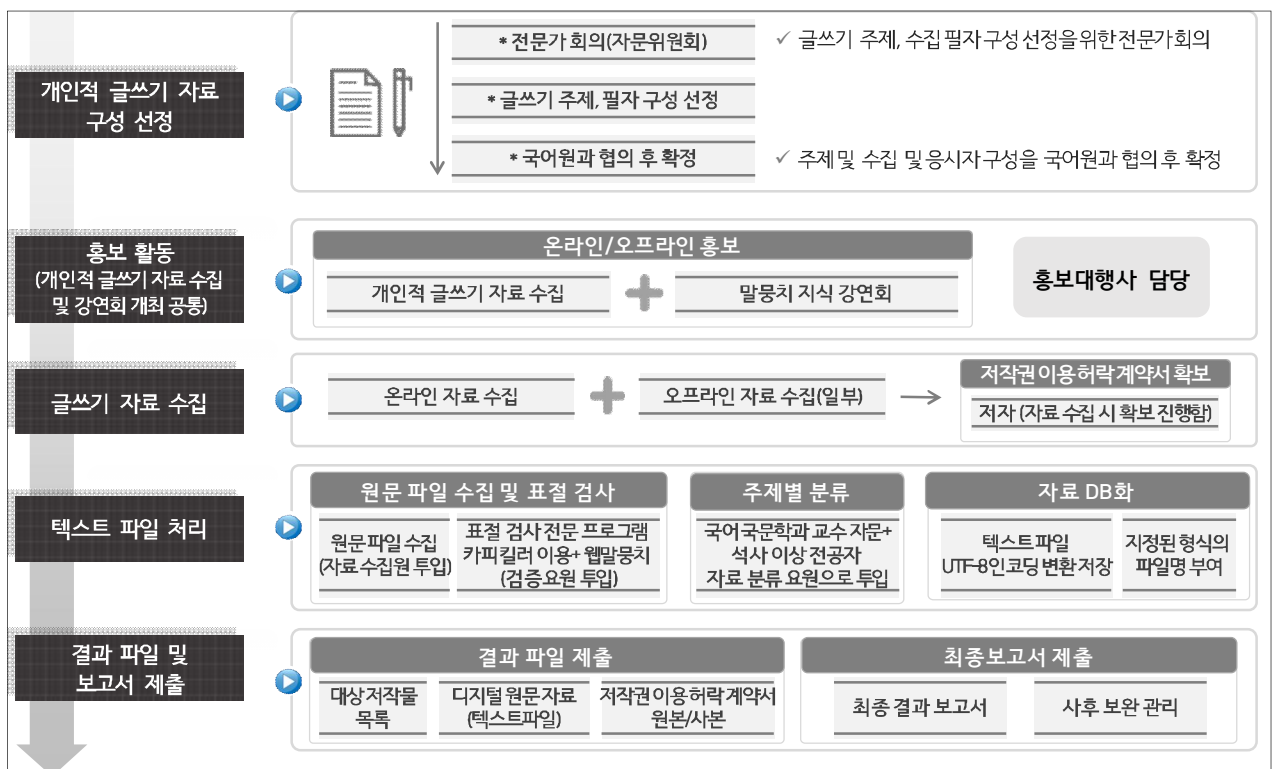 개인적 글쓰기 자료
구성 선정
* 전문가 회의(자문위원회)
✓ 글쓰기 주제, 수집 필자 구성 선정을 위한 전문가회의
* 글쓰기 주제, 필자 구성 선정
* 국어원과 협의 후 확정
✓ 주제 및 수집 및 응시자 구성을 국어원과 협의 후 확정
홍보 활동
(개인적 글쓰기 자료 수집
및 강연회 개최 공통)
온라인/오프라인 홍보
개인적 글쓰기 자료 수집
말뭉치 지식 강연회
홍보대행사 담당
글쓰기 자료 수집
온라인 자료 수집
오프라인 자료 수집(일부)
저작권 이용 허락 계약서 확보
저자 (자료 수집 시 확보 진행함)
텍스트 파일 처리
원문 파일 수집 및 표절 검사
원문 파일 수집
(자료 수집원 투입)
표절 검사 전문 프로그램
카피킬러 이용+ 웹말뭉치
(검증요원 투입)
주제별 분류
국어국문학과 교수 자문+
석사 이상 전공자
자료 분류 요원으로 투입
자료 DB화
텍스트 파일
UTF-8인코딩 변환 저장
지정된 형식의
파일명 부여
결과 파일 및
보고서 제출
결과 파일 제출
대상 저작물
목록
디지털 원문 자료
(텍스트파일)
저작권 이용 허락 계약서
원본/사본
최종보고서 제출
최종 결과 보고서
사후 보완 관리